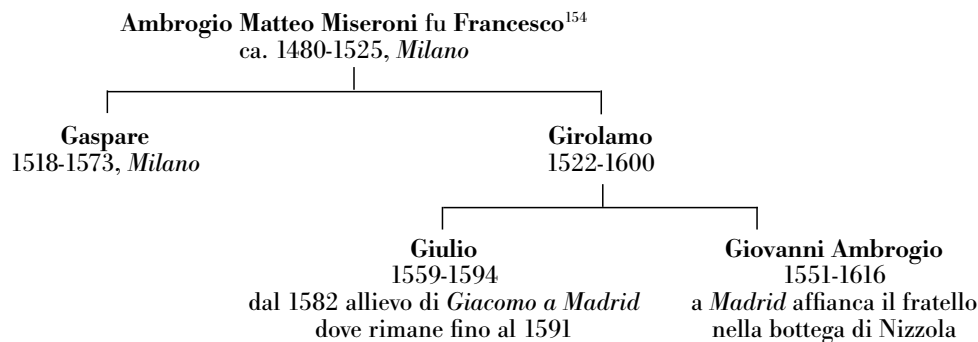 Ambrogio Matteo Miseroni fu Francesco154
ca. 1480-1525, Milano
Gaspare
1518-1573, Milano
Girolamo
1522-1600
Giulio
1559-1594
dal 1582 allievo di Giacomo a Madrid
dove rimane fino al 1591
Giovanni Ambrogio
1551-1616
a Madrid affianca il fratello
nella bottega di Nizzola